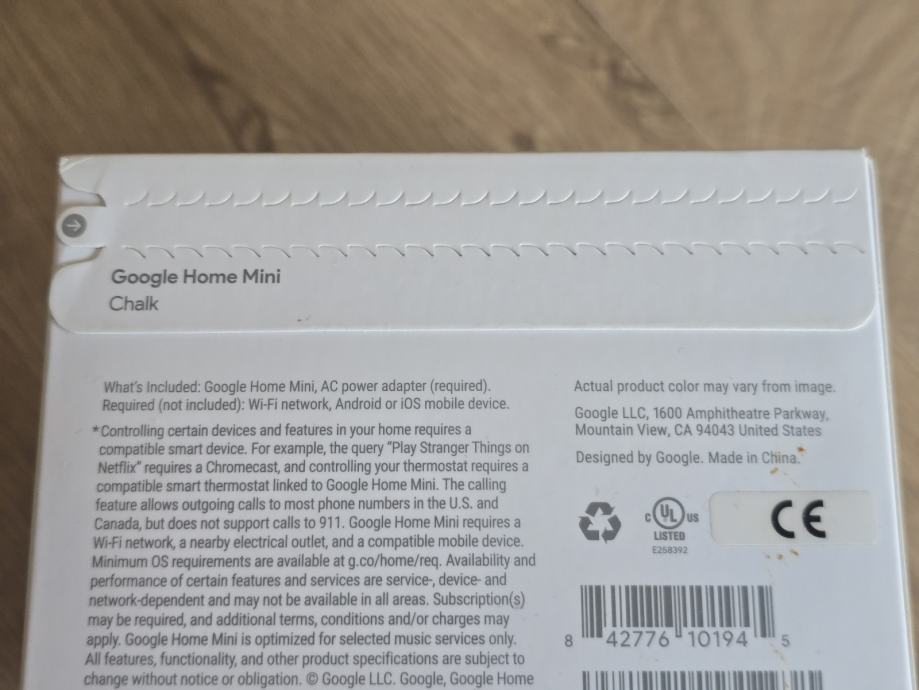 Google Home Mini
Chalk
What's Included: Google Home Mini, AC power adapter (required).
Required (not included): Wi-Fi network, Android or iOS mobile device.
*Controlling certain devices and features in your home requires a
compatible smart device. For example, the query “Play Stranger Things on
Netflix” requires a Chromecast, and controlling your thermostat requires a
compatible smart thermostat linked to Google Home Mini. The calling
feature allows outgoing calls to most phone numbers in the U.S. and
Canada, but does not support calls to 911. Google Home Mini requires a
Wi-Fi network, a nearby electrical outlet, and a compatible mobile device.
Minimum OS requirements are available at g.co/home/req. Availability and
performance of certain features and services are service-, device- and
network-dependent and may not be available in all areas. Subscription(s)
may be required, and additional terms, conditions and/or charges may
apply. Google Home Mini is optimized for selected music services only.
All features, functionality, and other product specifications are subject to
change without notice or obligation. © Google LLC. Google, Google Home
Actual product color may vary from image.
Google LLC, 1600 Amphitheatre Parkway,
Mountain View, CA 94043 United States
Designed by Google. Made in China.
C UL US
LISTED
E258392
CE
8 42776 10194 5